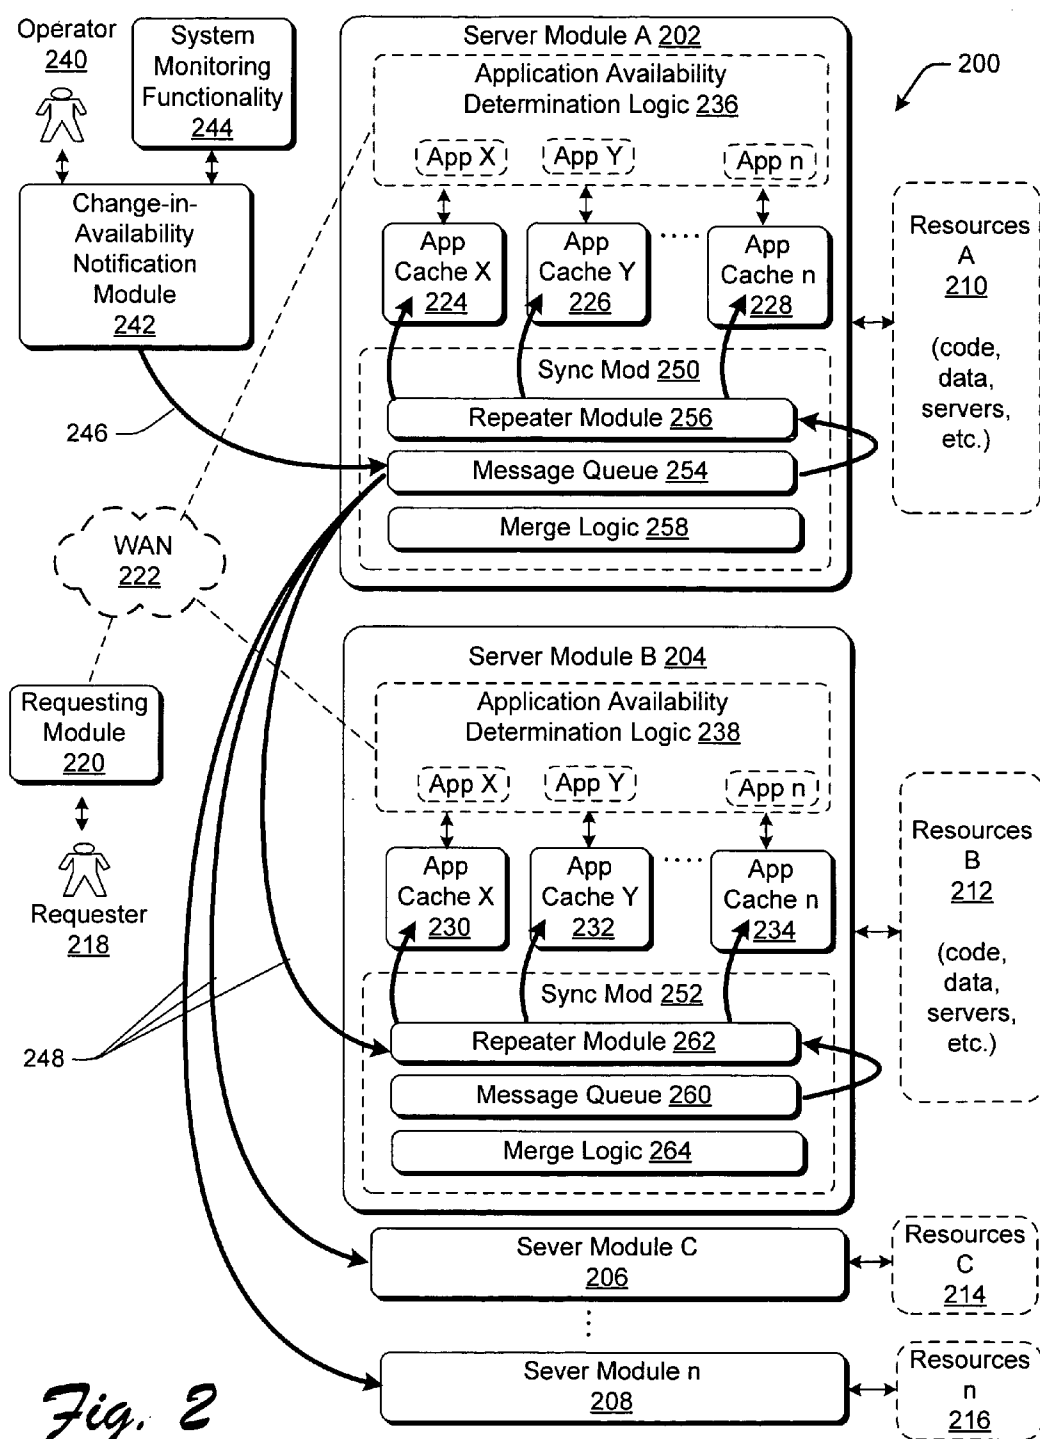 Operator
240
System
Monitoring
Functionality
244
Change-in-
Availability
Notification
Module
242
246
Server Module A 202
Application Availability
Determination Logic 236
App X
App Y
App n
App
Cache X
224
App
Cache Y
226
.....
App
Cache n
228
Sync Mod 250
Repeater Module 256
Message Queue 254
Merge Logic 258
200
Resources
A
210
(code,
data,
servers,
etc.)
WAN
222
Requesting
Module
220
Requester
218
248
Server Module B 204
Application Availability
Determination Logic 238
App X
App Y
App n
App
Cache X
230
App
Cache Y
232
.....
App
Cache n
234
Sync Mod 252
Repeater Module 262
Message Queue 260
Merge Logic 264
Resources
B
212
(code,
data,
servers,
etc.)
Sever Module C
206
Resources
C
214
Sever Module n
208
Resources
n
216
Fig. 2